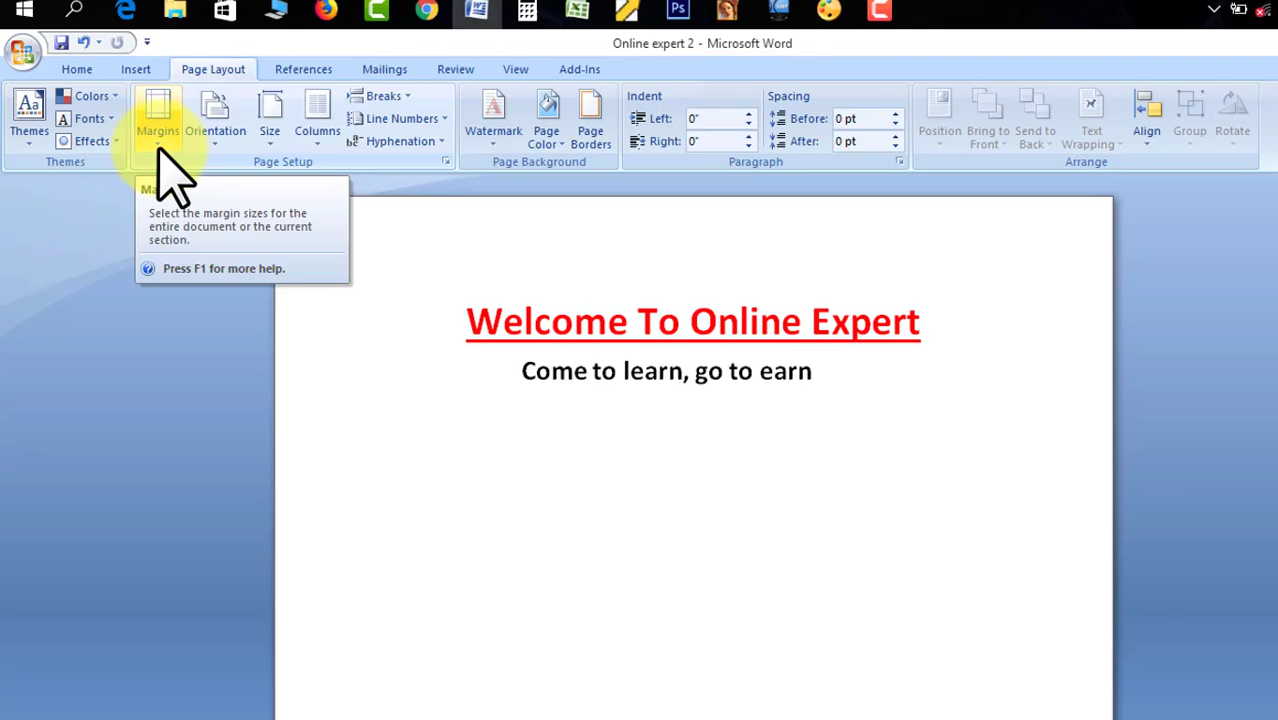 Online expert 2 - Microsoft Word
Home Insert Page Layout References Mailings Review View Add-Ins
Colors Breaks Indent Spacing
Aa Fonts Line Numbers Left: 0" Before: 0 pt
Themes Margins Orientation Size Columns Watermark Page Color Page Borders Position Bring to Front Send to Back Text Wrapping Align Group Rotate
Effects Hyphenation Right: 0" After: 0 pt
Themes Page Setup Page Background Paragraph Arrange
Select the margin sizes for the
entire document or the current
section.
Press F1 for more help.
Welcome To Online Expert
Come to learn, go to earn